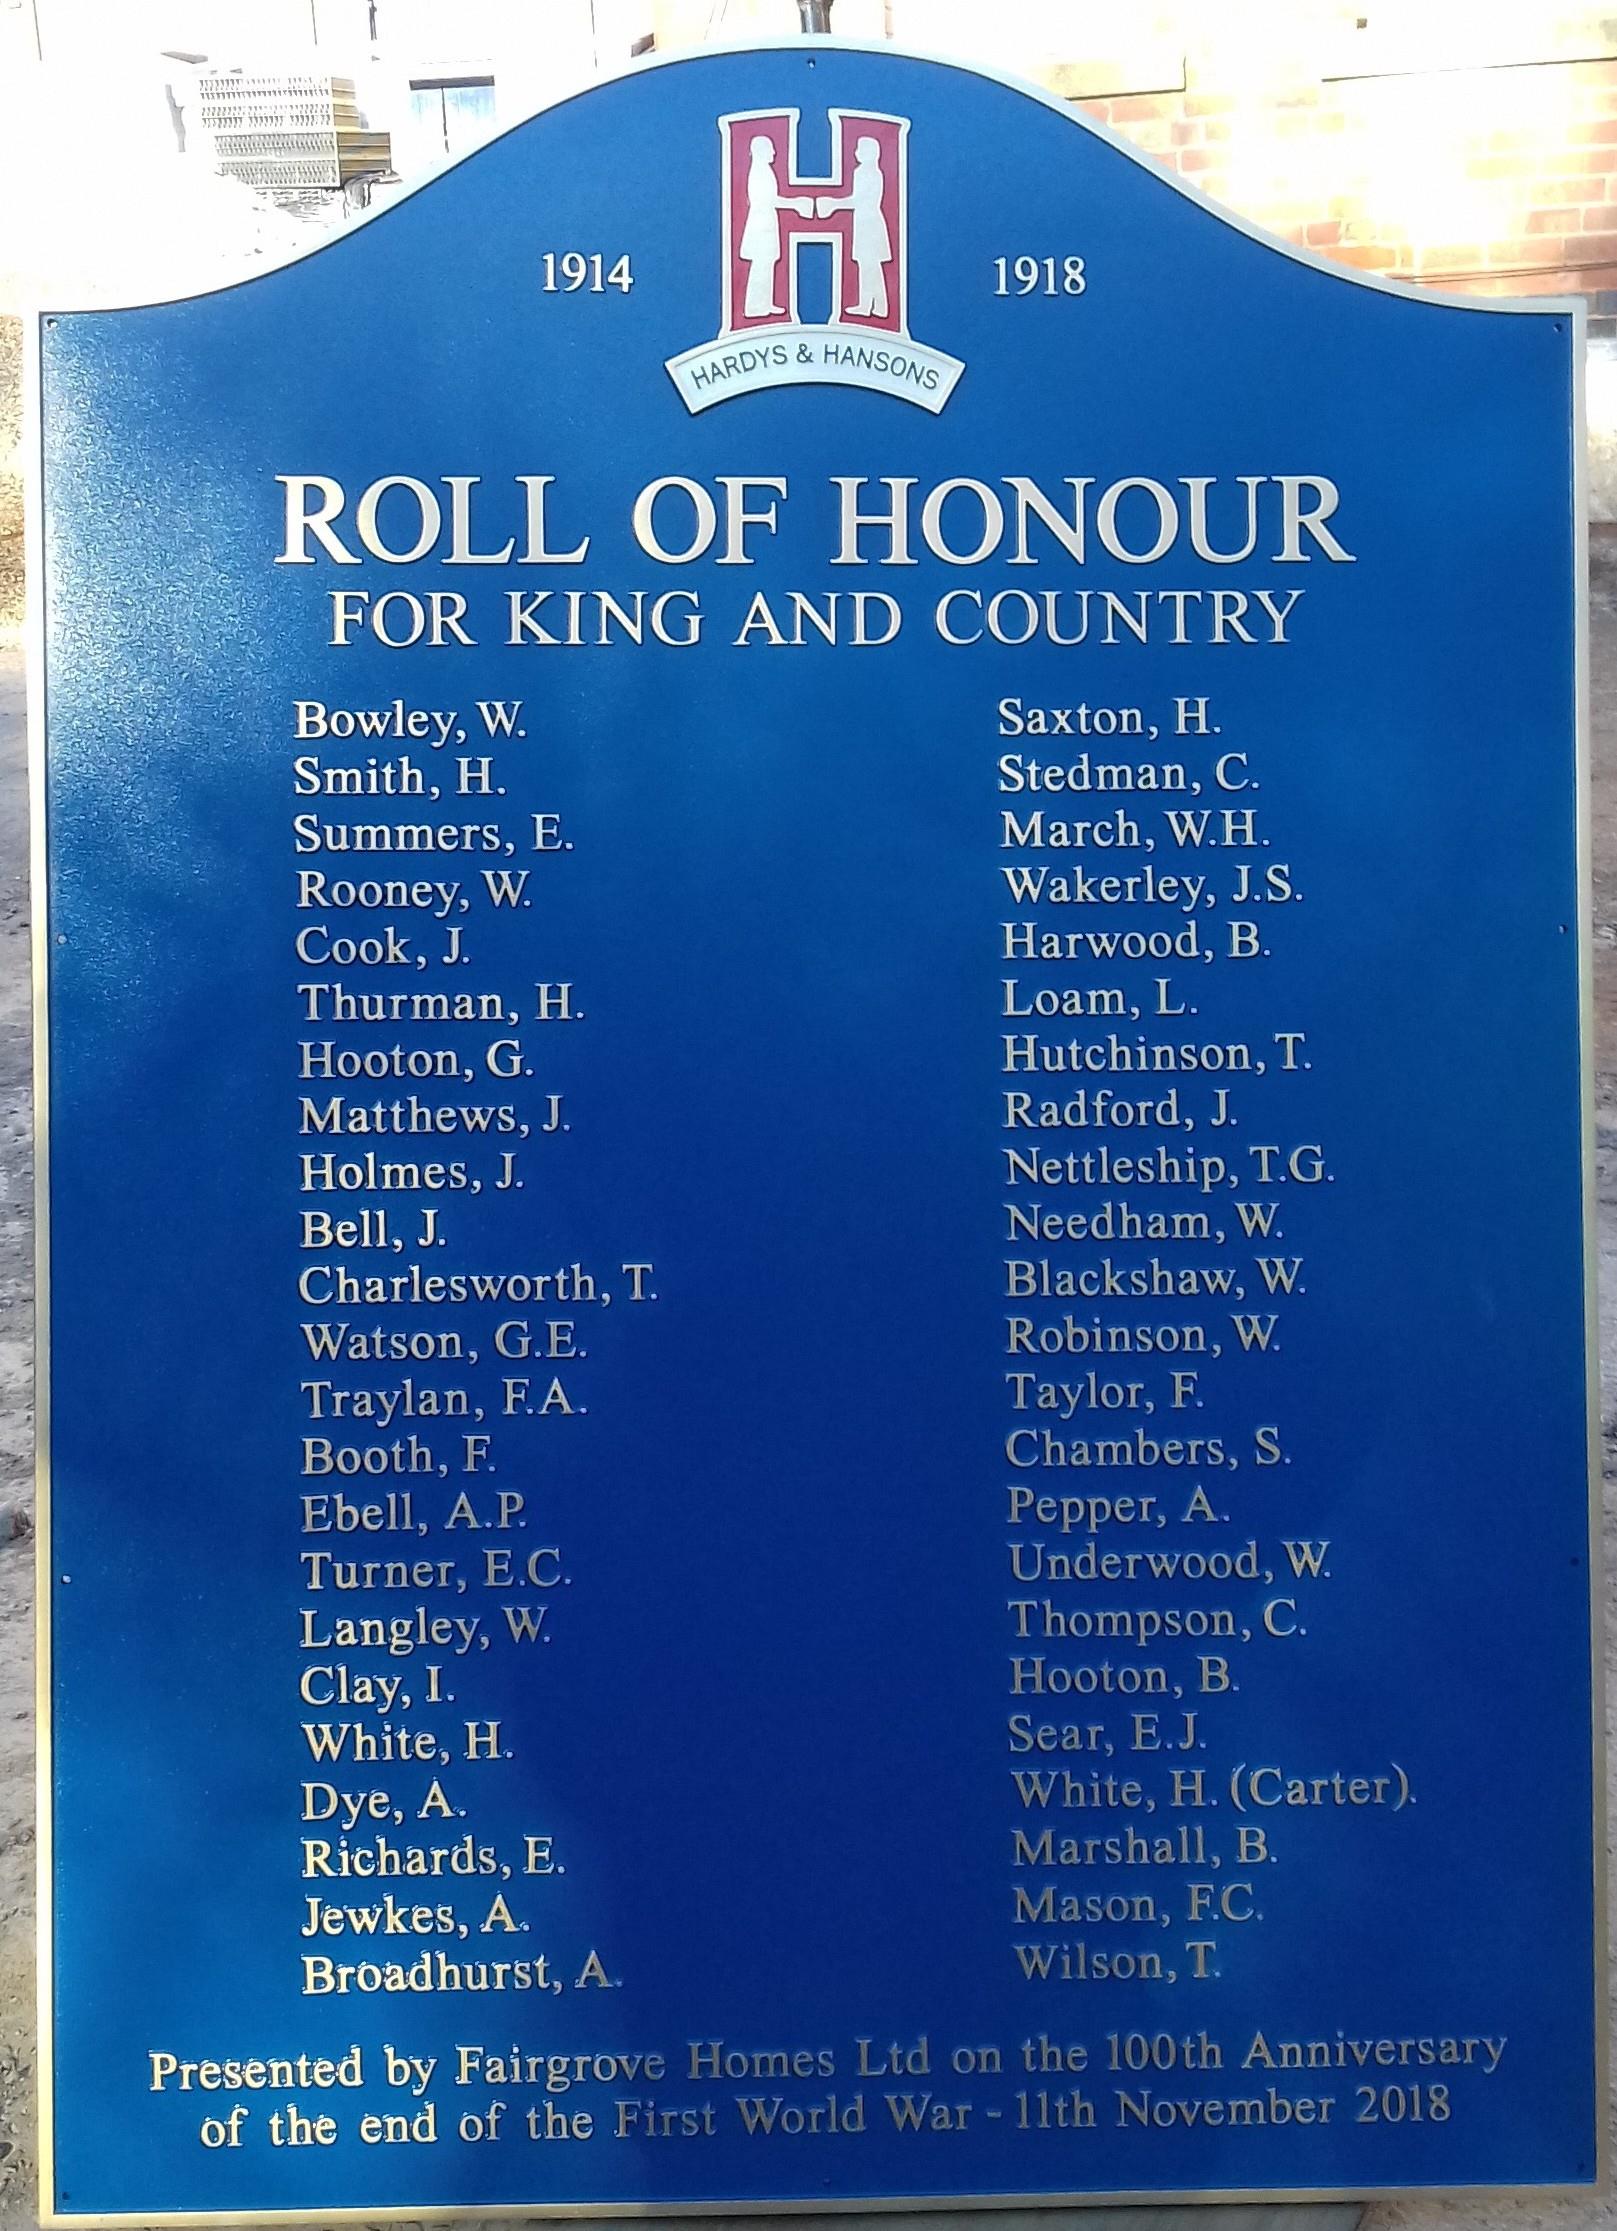 1914
1918
HARDYS & HANSONS
ROLL OF HONOUR
FOR KING AND COUNTRY
Bowley, W.
Smith, H.
Summers, E.
Rooney, W.
Cook, J.
Thurman, H.
Hooton, G.
Matthews, J.
Holmes, J.
Bell, J.
Charlesworth, T.
Watson, G.E.
Traylan, F.A.
Booth, F.
Ebell, A.P.
Turner, E.C.
Langley, W.
Clay, I.
White, H.
Dye, A.
Richards, E.
Jewkes, A.
Broadhurst, A.
Saxton, H.
Stedman, C.
March, W.H.
Wakerley, J.S.
Harwood, B.
Loam, L.
Hutchinson, T.
Radford, J.
Nettleship, T.G.
Needham, W.
Blackshaw, W.
Robinson, W.
Taylor, F.
Chambers, S.
Pepper, A.
Underwood, W.
Thompson, C.
Hooton, B.
Sear, E.J.
White, H. (Carter).
Marshall, B.
Mason, F.C.
Wilson, T.
Presented by Fairgrove Homes Ltd on the 100th Anniversary
of the end of the First World War - 11th November 2018